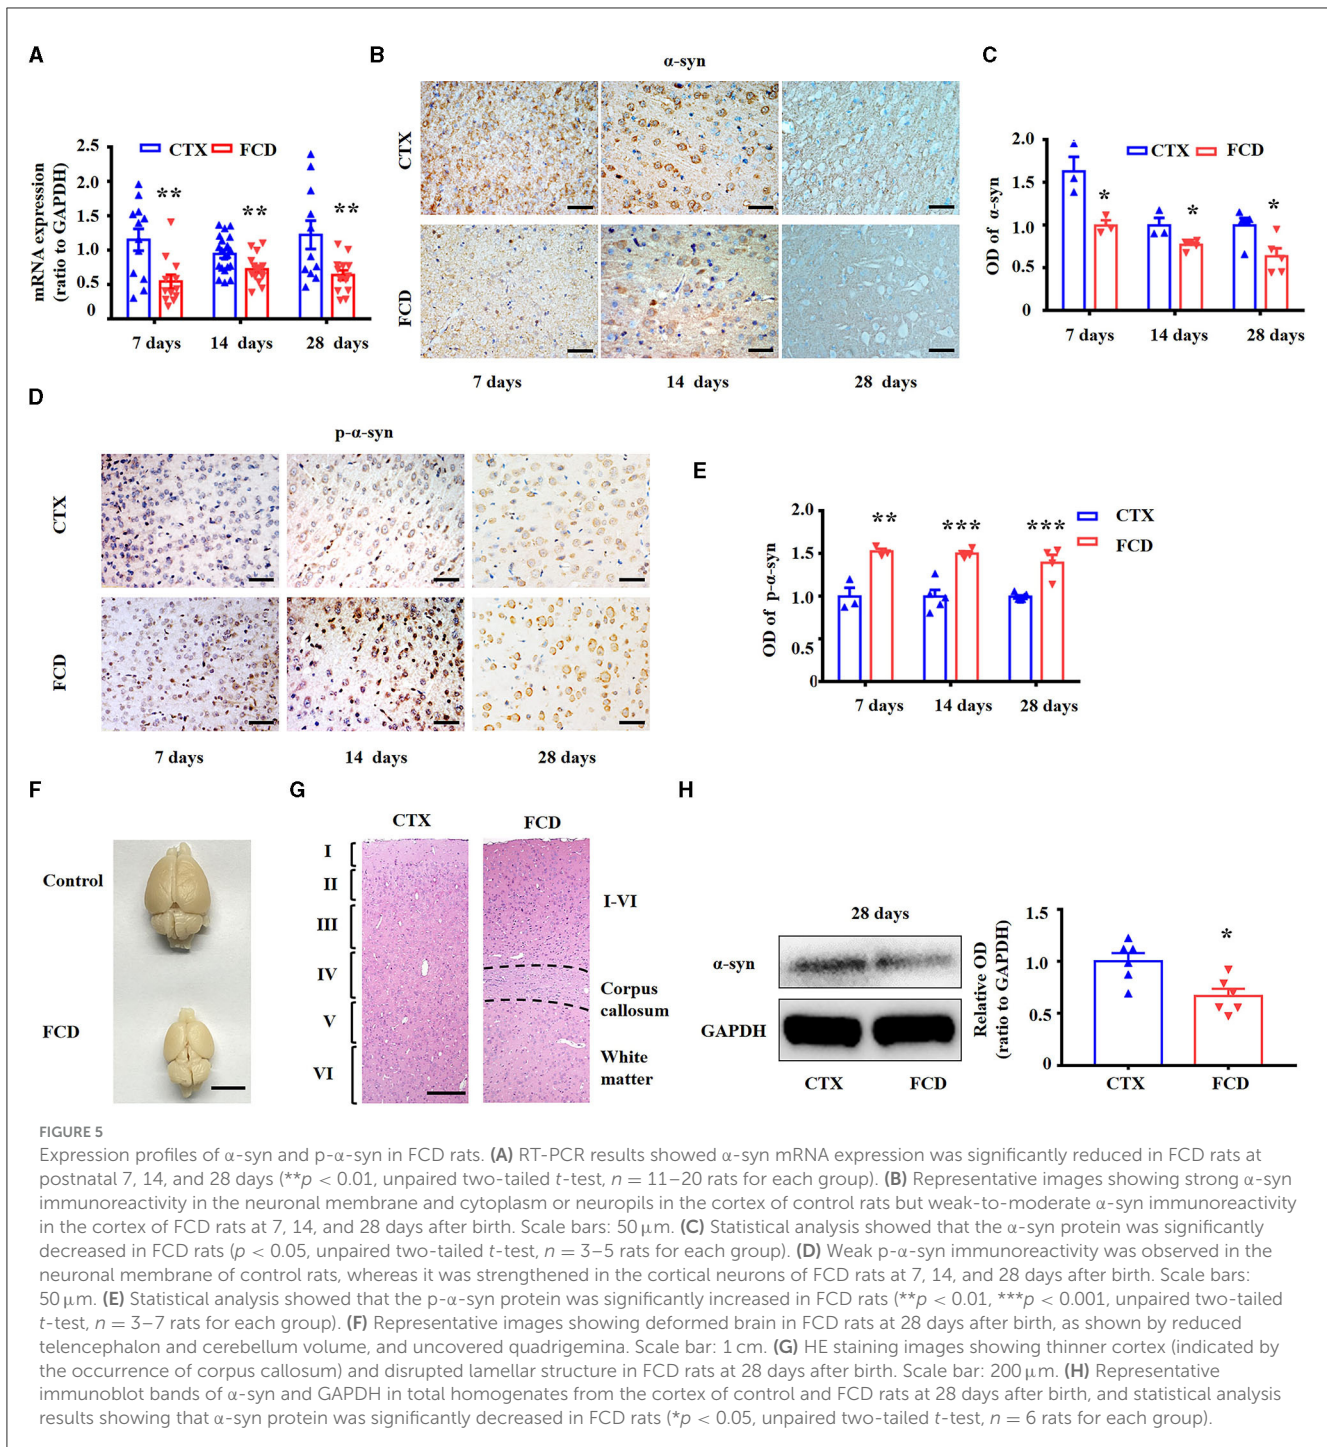 A
mRNA expression
(ratio to GAPDH)
2.5
2.0
1.5
1.0
0.5
0
CTX FCD
** ** **
7 days 14 days 28 days
B
α-syn
CTX
FCD
7 days 14 days 28 days
C
OD of α-syn
2.0
1.5
1.0
0.5
0
CTX FCD
* * *
7 days 14 days 28 days
D
p-α-syn
CTX
FCD
7 days 14 days 28 days
E
OD of p-α-syn
2.0
1.5
1.0
0.5
0
** *** ***
CTX
FCD
7 days 14 days 28 days
F
Control
FCD
G
CTX FCD
I
II
III
IV
V
VI
I-VI
Corpus
callosum
White
matter
H
28 days
α-syn
GAPDH
CTX FCD
Relative OD
(ratio to GAPDH)
1.5
1.0
0.5
0
*
CTX FCD
FIGURE 5
Expression profiles of α-syn and p-α-syn in FCD rats. (A) RT-PCR results showed α-syn mRNA expression was significantly reduced in FCD rats at
postnatal 7, 14, and 28 days (**p < 0.01, unpaired two-tailed t-test, n = 11–20 rats for each group). (B) Representative images showing strong α-syn
immunoreactivity in the neuronal membrane and cytoplasm or neuropils in the cortex of control rats but weak-to-moderate α-syn immunoreactivity
in the cortex of FCD rats at 7, 14, and 28 days after birth. Scale bars: 50 μm. (C) Statistical analysis showed that the α-syn protein was significantly
decreased in FCD rats (p < 0.05, unpaired two-tailed t-test, n = 3–5 rats for each group). (D) Weak p-α-syn immunoreactivity was observed in the
neuronal membrane of control rats, whereas it was strengthened in the cortical neurons of FCD rats at 7, 14, and 28 days after birth. Scale bars:
50 μm. (E) Statistical analysis showed that the p-α-syn protein was significantly increased in FCD rats (**p < 0.01, ***p < 0.001, unpaired two-tailed
t-test, n = 3–7 rats for each group). (F) Representative images showing deformed brain in FCD rats at 28 days after birth, as shown by reduced
telencephalon and cerebellum volume, and uncovered quadrigemina. Scale bar: 1 cm. (G) HE staining images showing thinner cortex (indicated by
the occurrence of corpus callosum) and disrupted lamellar structure in FCD rats at 28 days after birth. Scale bar: 200 μm. (H) Representative
immunoblot bands of α-syn and GAPDH in total homogenates from the cortex of control and FCD rats at 28 days after birth, and statistical analysis
results showing that α-syn protein was significantly decreased in FCD rats (*p < 0.05, unpaired two-tailed t-test, n = 6 rats for each group).